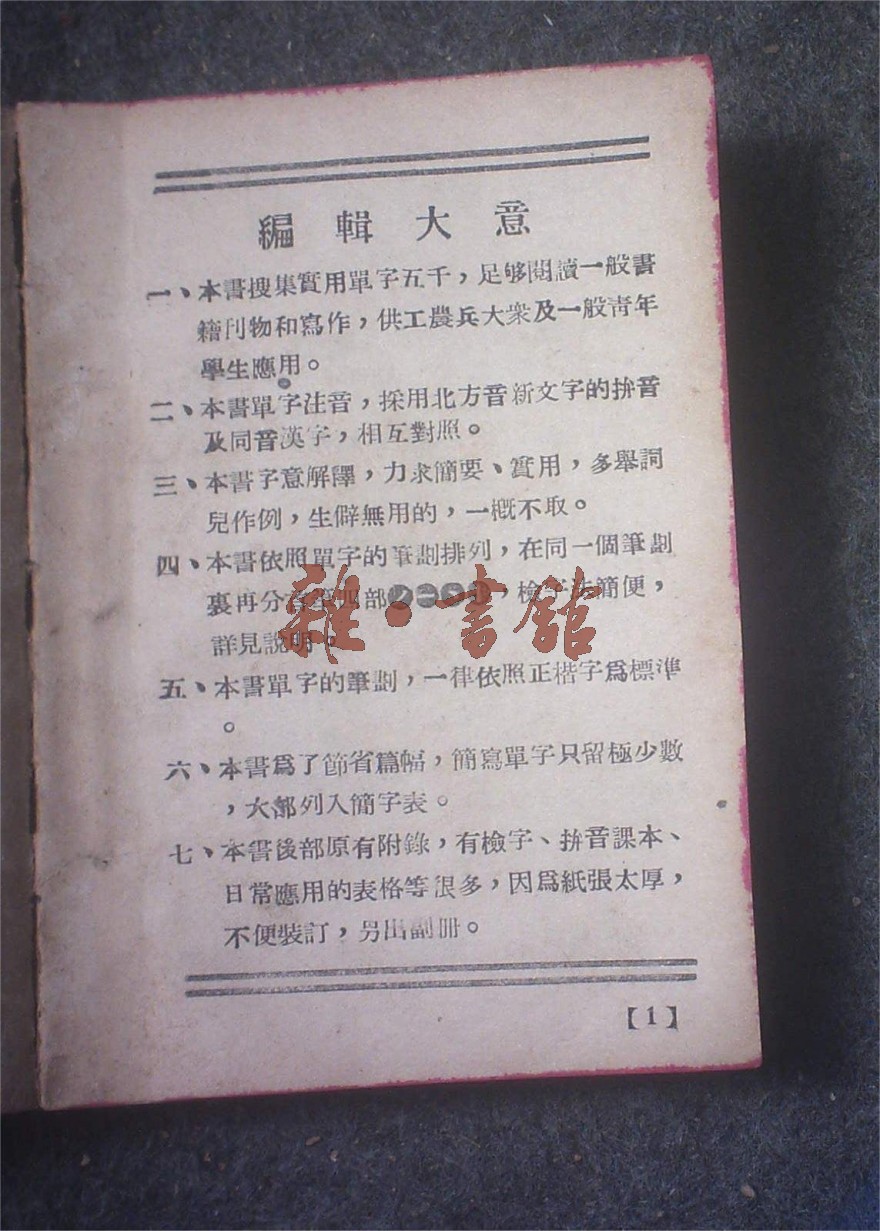 編輯大意
一、本書搜集實用單字五千，足够閱讀一般書
籍刊物和寫作，供工農兵大衆及一般靑年
學生應用。
二、本書單字注音，採用北方音新文字的拚音
及同音漢字，相互對照。
三、本書字意解釋，力求簡要、實用，多舉詞
兒作例，生僻無用的，一概不取。
四、本書依照單字的筆劃排列，在同一個筆劃
裏再分首筆四部，檢字法簡便，
詳見說明。
五、本書單字的筆劃，一律依照正楷字爲標準
。
六、本書爲了節省篇幅，簡寫單字只留極少數
，大部列入簡字表。
七、本書後部原有附錄，有檢字、拚音課本、
日常應用的表格等很多，因爲紙張太厚，
不便裝訂，另出副册。
【1】
雜·書館